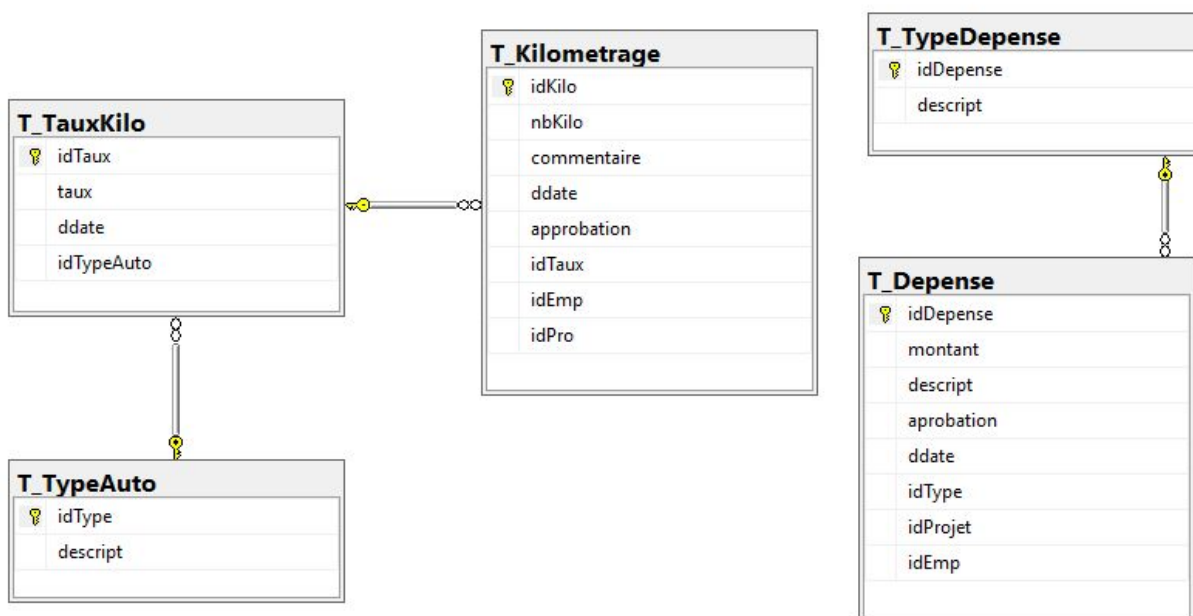 T_TauxKilo
idTaux
taux
ddate
idTypeAuto
T_Kilometrage
idKilo
nbKilo
commentaire
ddate
approbation
idTaux
idEmp
idPro
T_TypeDepense
idDepense
descript
T_TypeAuto
idType
descript
T_Depense
idDepense
montant
descript
aprobation
ddate
idType
idProjet
idEmp